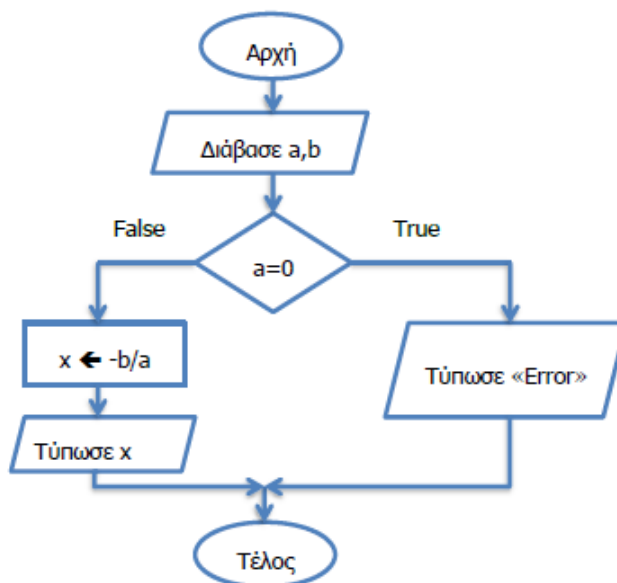 Αρχή
Διάβασε a,b
False
True
a=0
x 🡸 -b/a
Τύπωσε «Error»
Τύπωσε x
Τέλος